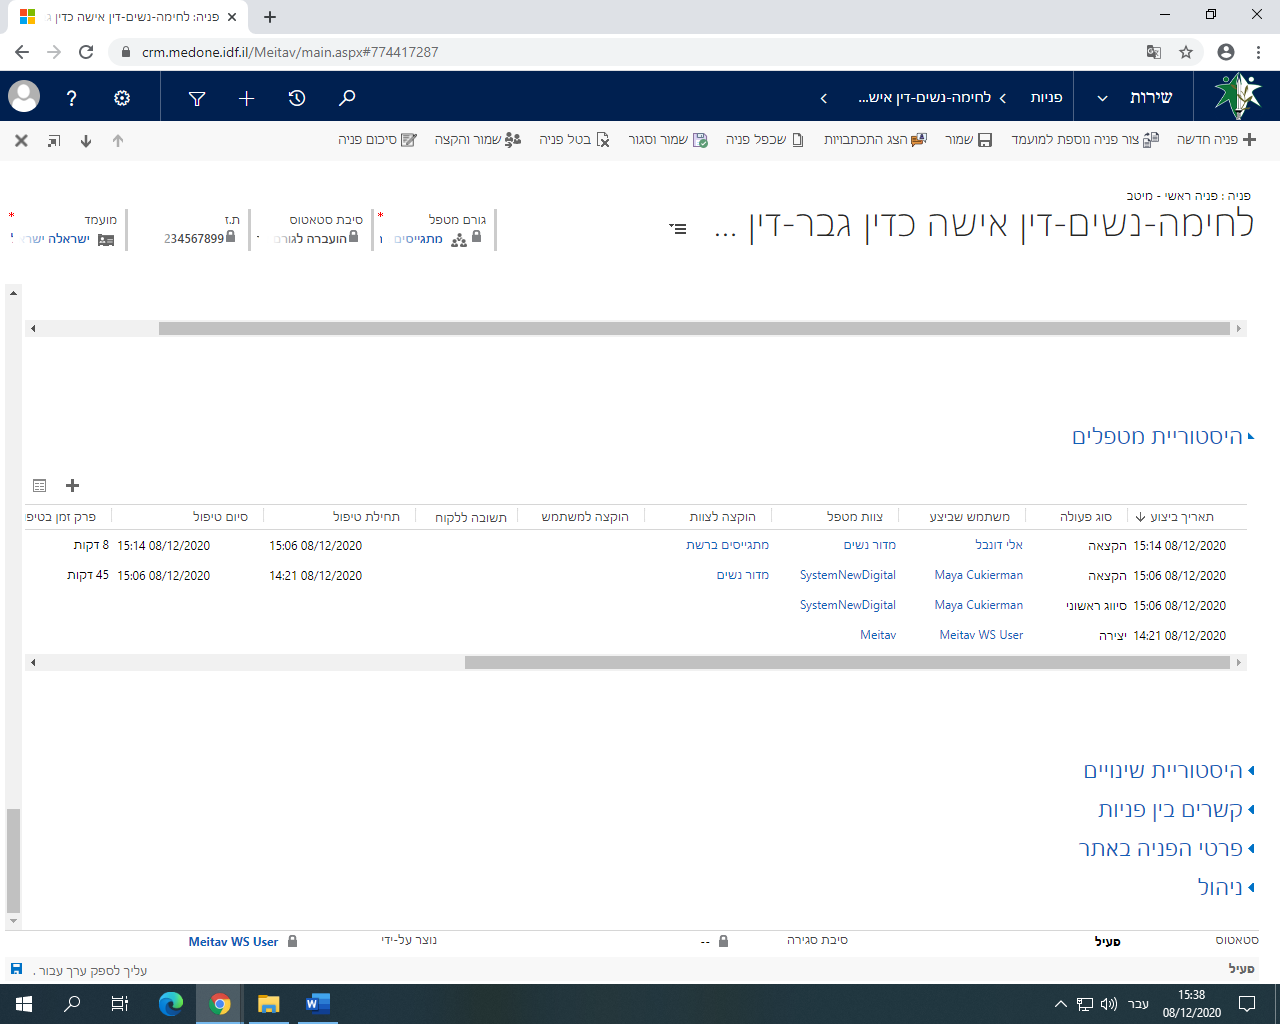 פניה: לחימה-נשים-דין אישה כדין ג
crm.medone.idf.il/Meitav/main.aspx#774417287
שירות
פניות
לחימה-נשים-דין איש...
פניה חדשה
צור פניה נוספת למועמד
שמור
הצג התכתבויות
שכפל פניה
שמור וסגור
בטל פניה
שמור והקצה
סיכום פניה
פניה : פניה ראשי - מיטב
לחימה-נשים-דין אישה כדין גבר-דין ...
גורם מטפל
מתגייסים
סיבת סטאטוס
הועברה לגורם
ת.ז
234567899
מועמד
*
*
ישראלה
היסטוריית מטפלים
תאריך ביצוע סוג פעולה משתמש שביצע צוות מטפל הוקצה לצוות הוקצה למשתמש תשובה ללקוח תחילת טיפול סיום טיפול פרק זמן בטיפו
08/12/2020 15:14 הקצאה אלי דונבל מדור נשים מתגייסים ברשת 08/12/2020 15:06 08/12/2020 15:14 8 דקות
08/12/2020 15:06 הקצאה Maya Cukierman SystemNewDigital מדור נשים 08/12/2020 14:21 08/12/2020 15:06 45 דקות
08/12/2020 15:06 סיווג ראשוני Maya Cukierman SystemNewDigital
08/12/2020 14:21 יצירה Meitav WS User Meitav
היסטוריית שינויים
קשרים בין פניות
פרטי הפניה באתר
ניהול
סטאטוס פעיל סיבת סגירה -- נוצר על-ידי Meitav WS User
פעיל
עליך לספק ערך עבור .
עבר
15:38
08/12/2020